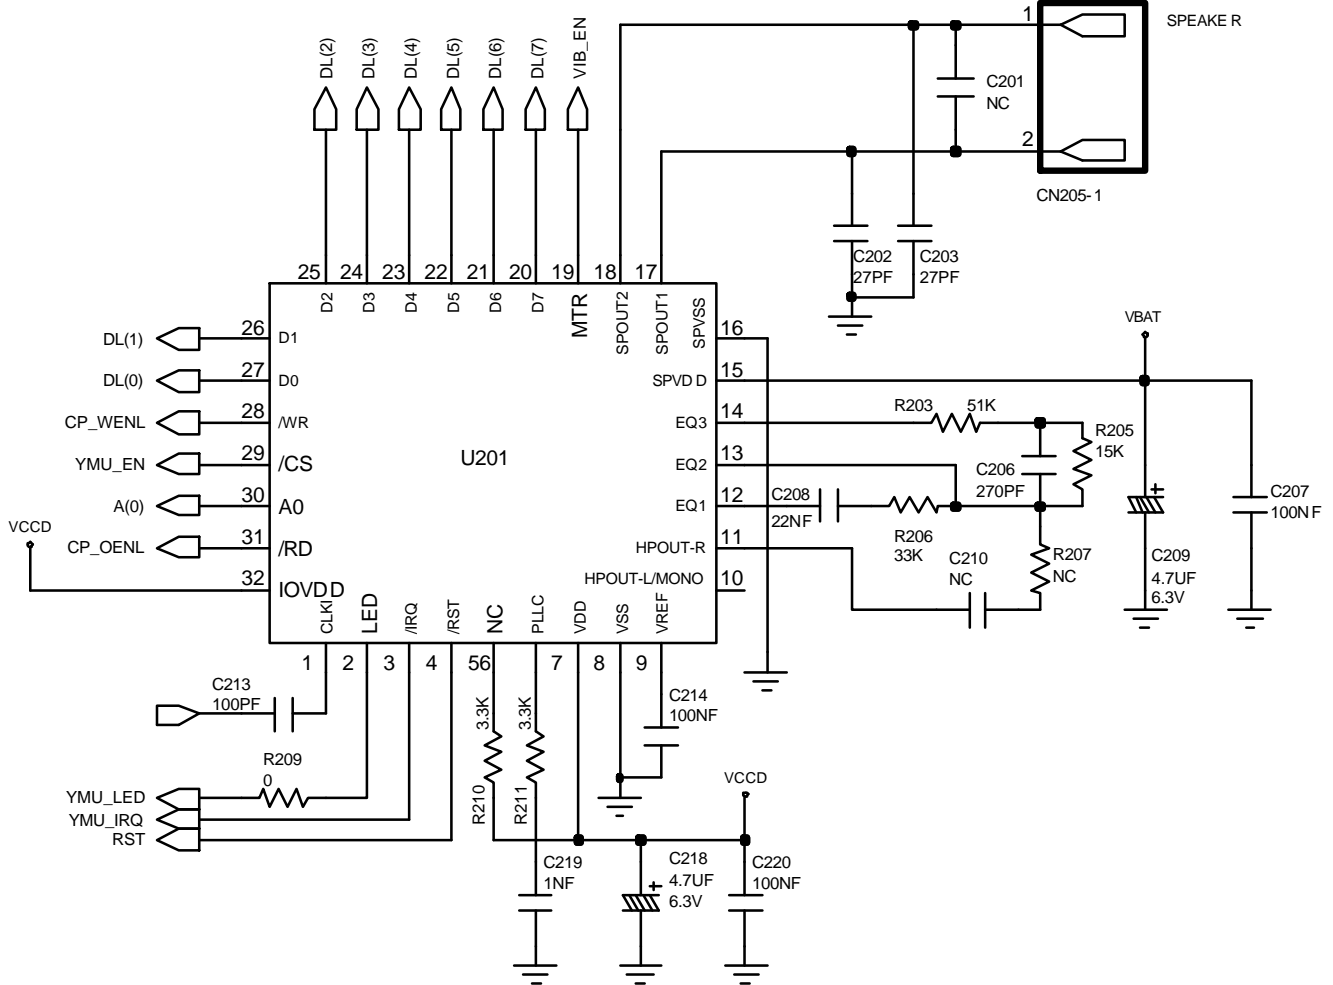 1
SPEAKE R
DL(2)
DL(3)
DL(4)
DL(5)
DL(6)
DL(7)
VIB_EN
C201
NC
2
CN205-1
C202
27PF
C203
27PF
25
24
23
22
21
20
19
18
17
D2
D3
D4
D5
D6
D7
MTR
SPOUT2
SPOUT1
SPVSS
16
VBAT
DL(1)
26
D1
DL(0)
27
D0
SPVD D
15
CP_WENL
28
/WR
EQ3
14
R203
51K
R205
15K
YMU_EN
29
/CS
U201
EQ2
13
C206
270PF
A(0)
30
A0
EQ1
12
C208
22NF
R206
33K
C207
100NF
VCCD
CP_OENL
31
/RD
HPOUT-R
11
C210
NC
R207
NC
C209
4.7UF
6.3V
32
IOVD D
HPOUT-L/MONO
10
CLKI
LED
/IRQ
/RST
NC
PLLC
VDD
VSS
VREF
1
2
3
4
56
7
8
9
C213
100PF
3.3K
R210
3.3K
R211
C214
100NF
R209
0
YMU_LED
YMU_IRQ
RST
VCCD
C219
1NF
C218
4.7UF
6.3V
C220
100NF